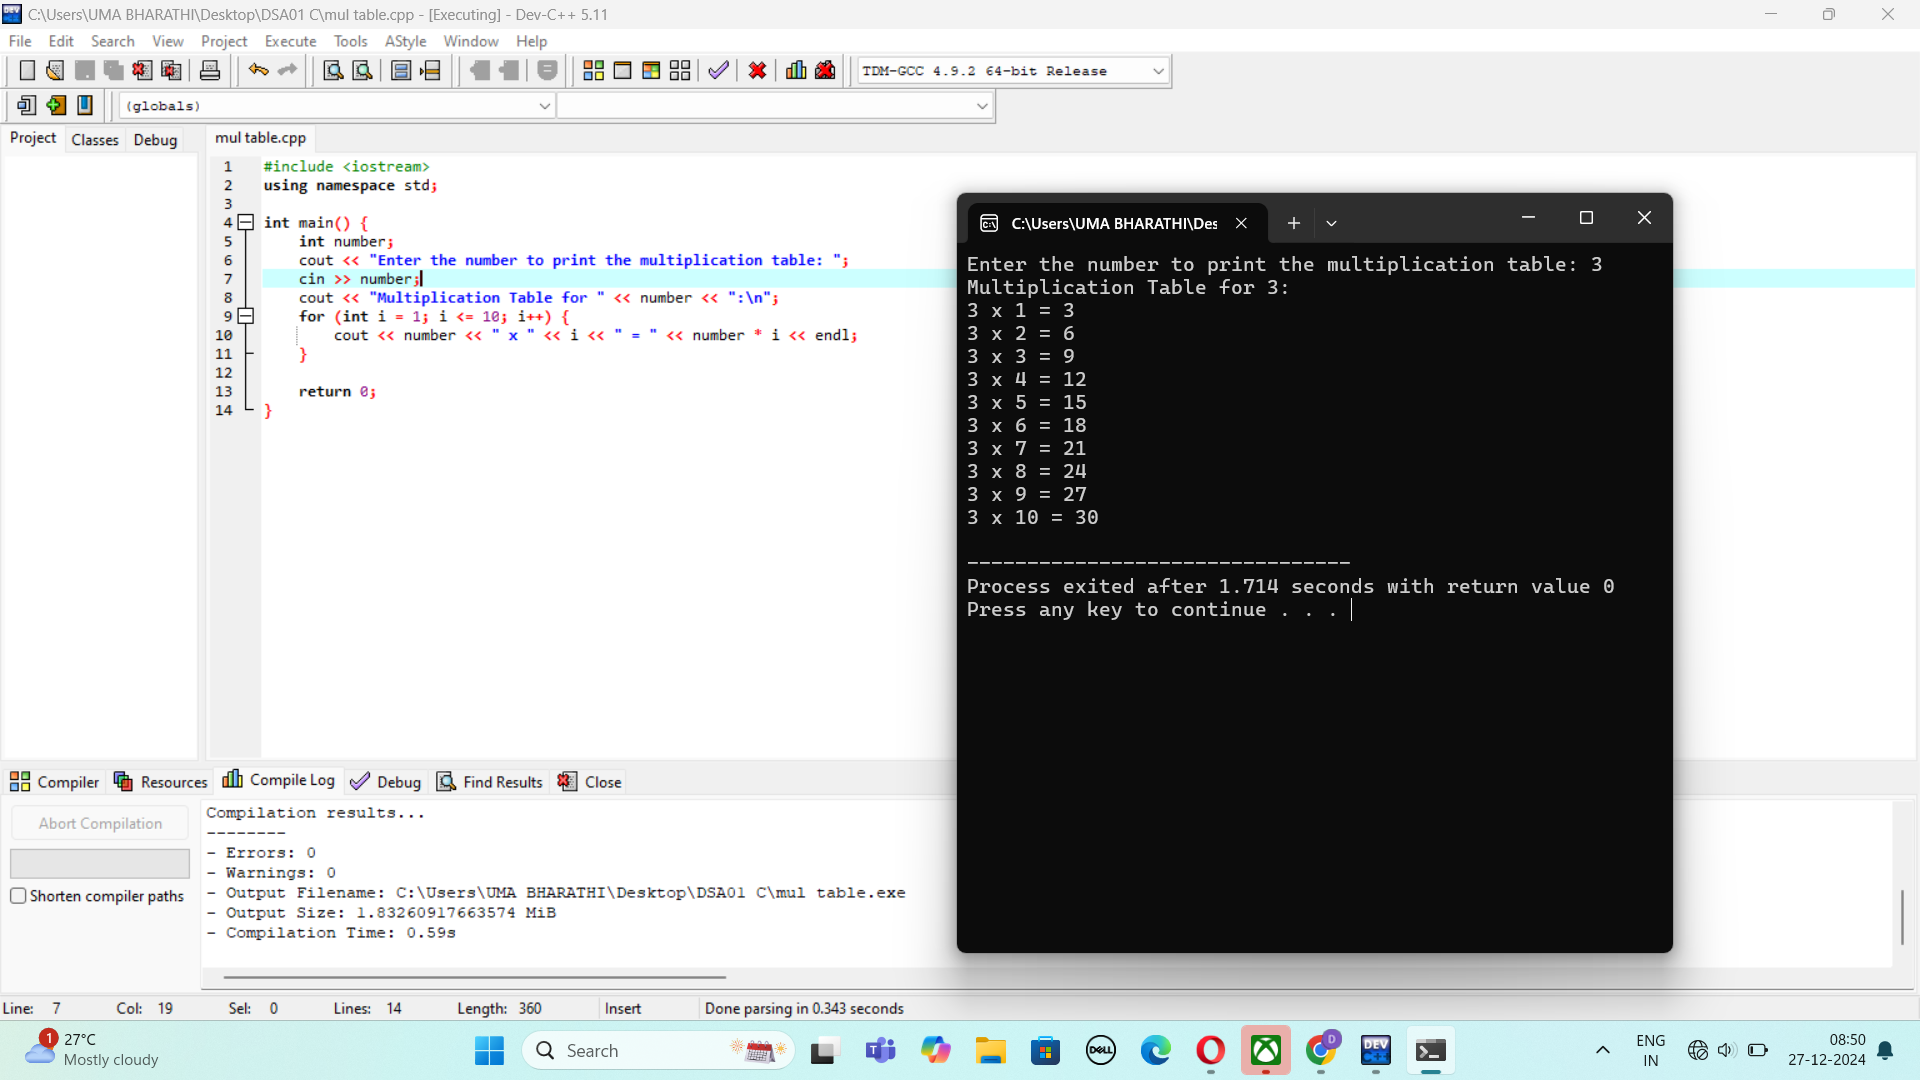 C:\Users\UMA BHARATHI\Desktop\DSA01 C\mul table.cpp - [Executing] - Dev-C++ 5.11
File Edit Search View Project Execute Tools AStyle Window Help
TDM-GCC 4.9.2 64-bit Release
(globals)
Project Classes Debug
mul table.cpp
1 #include <iostream>
2 using namespace std;
3
4 int main() {
5 int number;
6 cout << "Enter the number to print the multiplication table: ";
7 cin >> number;
8 cout << "Multiplication Table for " << number << ":\n";
9 for (int i = 1; i <= 10; i++) {
10 cout << number << " x " << i << " = " << number * i << endl;
11 }
12
13 return 0;
14 }
C:\Users\UMA BHARATHI\Des
Enter the number to print the multiplication table: 3
Multiplication Table for 3:
3 x 1 = 3
3 x 2 = 6
3 x 3 = 9
3 x 4 = 12
3 x 5 = 15
3 x 6 = 18
3 x 7 = 21
3 x 8 = 24
3 x 9 = 27
3 x 10 = 30
--------------------------------
Process exited after 1.714 seconds with return value 0
Press any key to continue . . .
Compiler Resources Compile Log Debug Find Results Close
Abort Compilation
Shorten compiler paths
Compilation results...
--------
- Errors: 0
- Warnings: 0
- Output Filename: C:\Users\UMA BHARATHI\Desktop\DSA01 C\mul table.exe
- Output Size: 1.83260917663574 MiB
- Compilation Time: 0.59s
Line: 7 Col: 19 Sel: 0 Lines: 14 Length: 360 Insert Done parsing in 0.343 seconds
1
27°C
Mostly cloudy
Search
DELL
D
DEV
C++
ENG
IN
08:50
27-12-2024